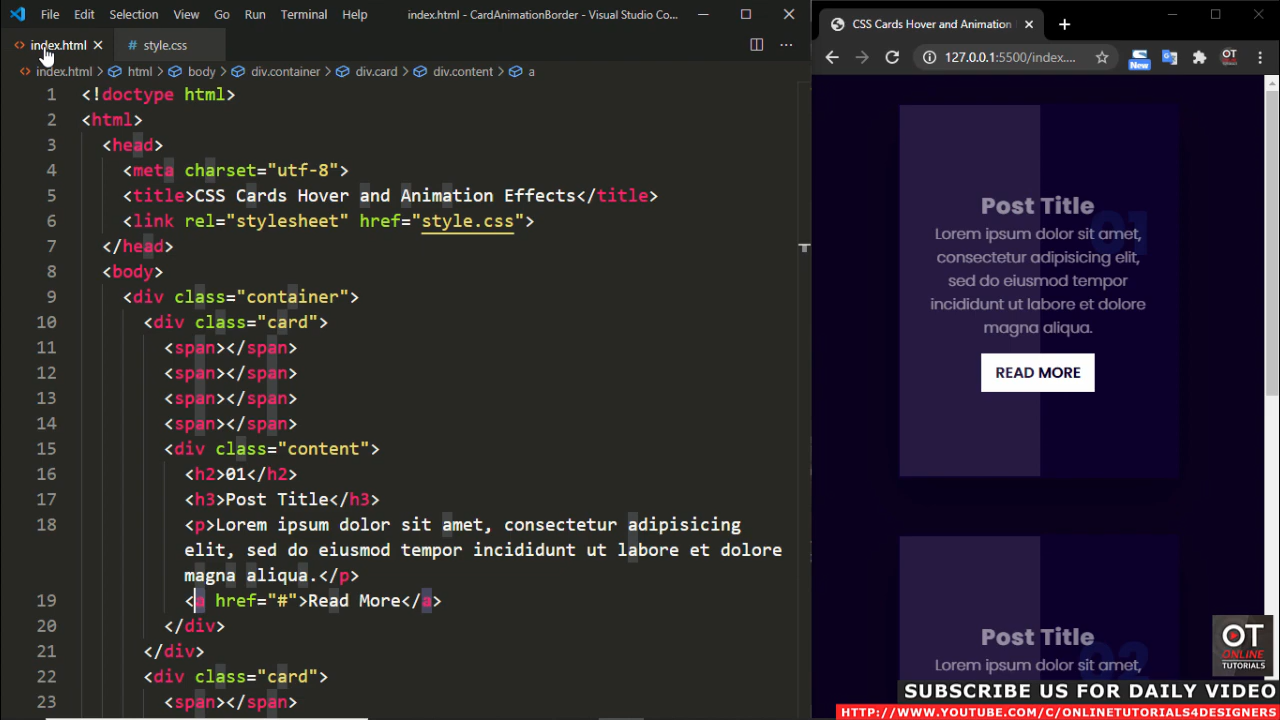 File Edit Selection View Go Run Terminal Help index.html - CardAnimationBorder - Visual Studio Co...
index.html style.css
index.html > html > body > div.container > div.card > div.content > a
1 <!doctype html>
2 <html>
3 <head>
4 <meta charset="utf-8">
5 <title>CSS Cards Hover and Animation Effects</title>
6 <link rel="stylesheet" href="style.css">
7 </head>
8 <body>
9 <div class="container">
10 <div class="card">
11 <span></span>
12 <span></span>
13 <span></span>
14 <span></span>
15 <div class="content">
16 <h2>01</h2>
17 <h3>Post Title</h3>
18 <p>Lorem ipsum dolor sit amet, consectetur adipisicing
elit, sed do eiusmod tempor incididunt ut labore et dolore
magna aliqua.</p>
19 <a href="#">Read More</a>
20 </div>
21 </div>
22 <div class="card">
23 <span></span>
CSS Cards Hover and Animation
127.0.0.1:5500/index....
New
OT
01
Post Title
Lorem ipsum dolor sit amet,
consectetur adipisicing elit,
sed do eiusmod tempor
incididunt ut labore et dolore
magna aliqua.
READ MORE
02
Post Title
Lorem ipsum dolor sit amet,
OT
ONLINE
TUTORIALS
SUBSCRIBE US FOR DAILY VIDEO
HTTP://WWW.YOUTUBE.COM/C/ONLINETUTORIALS4DESIGNERS